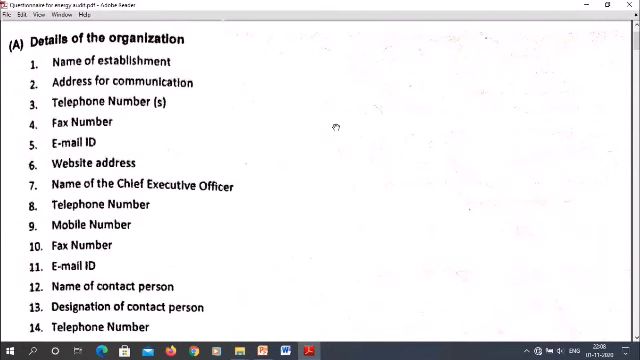 Questionnaire for energy audit.pdf - Adobe Reader
File Edit View Window Help
(A) Details of the organization
1. Name of establishment
2. Address for communication
3. Telephone Number (s)
4. Fax Number
5. E-mail ID
6. Website address
7. Name of the Chief Executive Officer
8. Telephone Number
9. Mobile Number
10. Fax Number
11. E-mail ID
12. Name of contact person
13. Designation of contact person
14. Telephone Number
ENG
22:08
01-11-2020